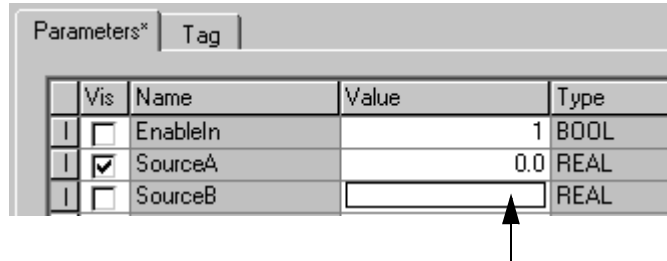 Parameters* Tag
Vis Name Value Type
I EnableIn 1 BOOL
I SourceA 0.0 REAL
I SourceB REAL